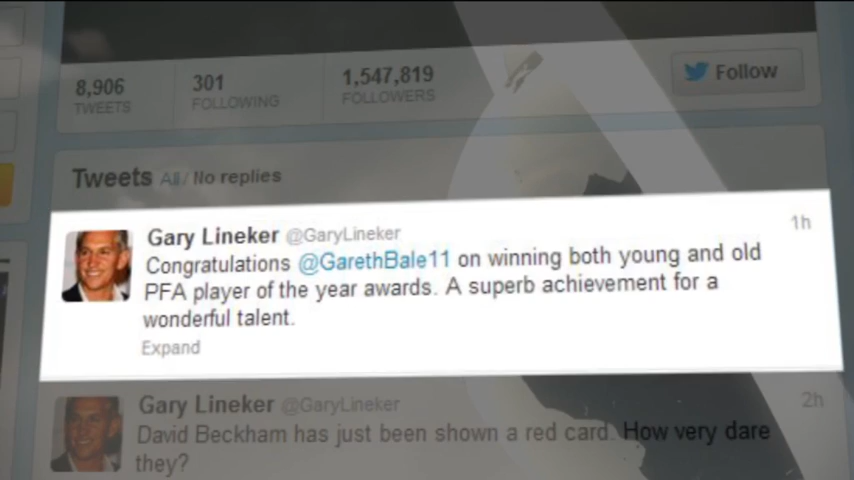 8,906 301 1,547,819
TWEETS FOLLOWING FOLLOWERS
Follow
Tweets All / No replies
Gary Lineker @GaryLineker 1h
Congratulations @GarethBale11 on winning both young and old
PFA player of the year awards. A superb achievement for a
wonderful talent.
Expand
Gary Lineker @GaryLineker 2h
David Beckham has just been shown a red card. How very dare
they?